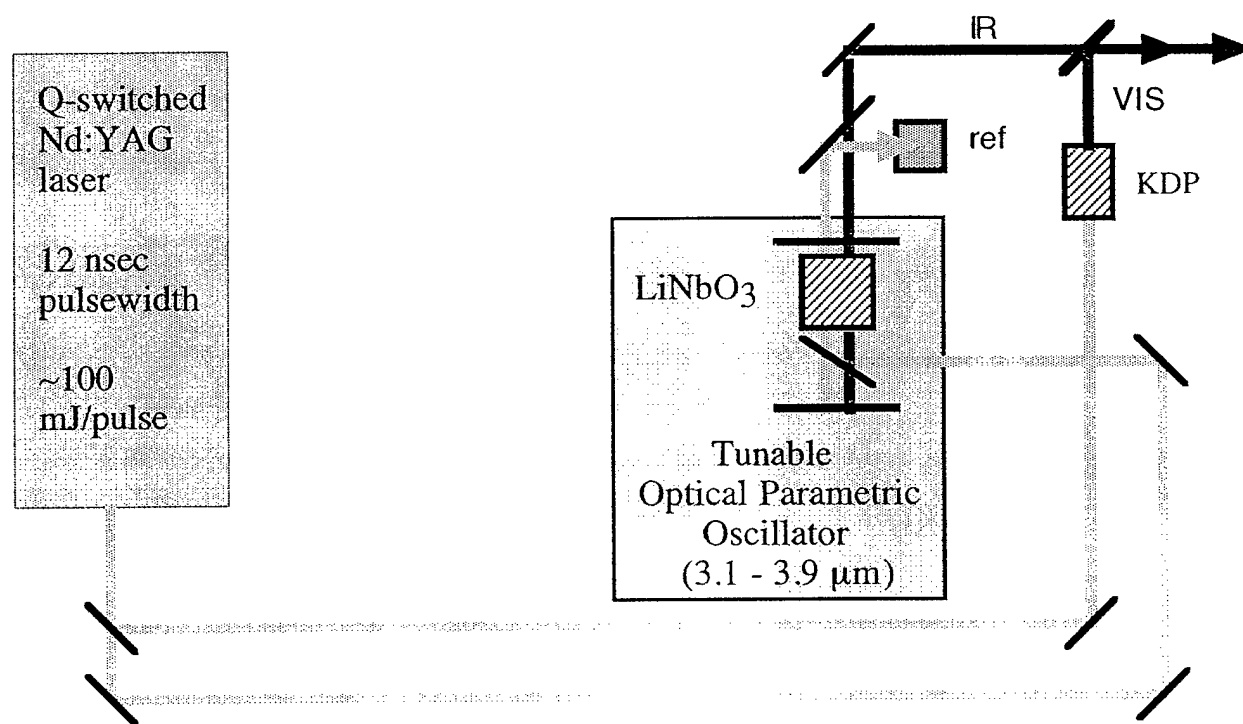 Q-switched
Nd:YAG
laser
12 nsec
pulsewidth
~100
mJ/pulse
IR
VIS
ref
KDP
LiNbO3
Tunable
Optical Parametric
Oscillator
(3.1 - 3.9 µm)